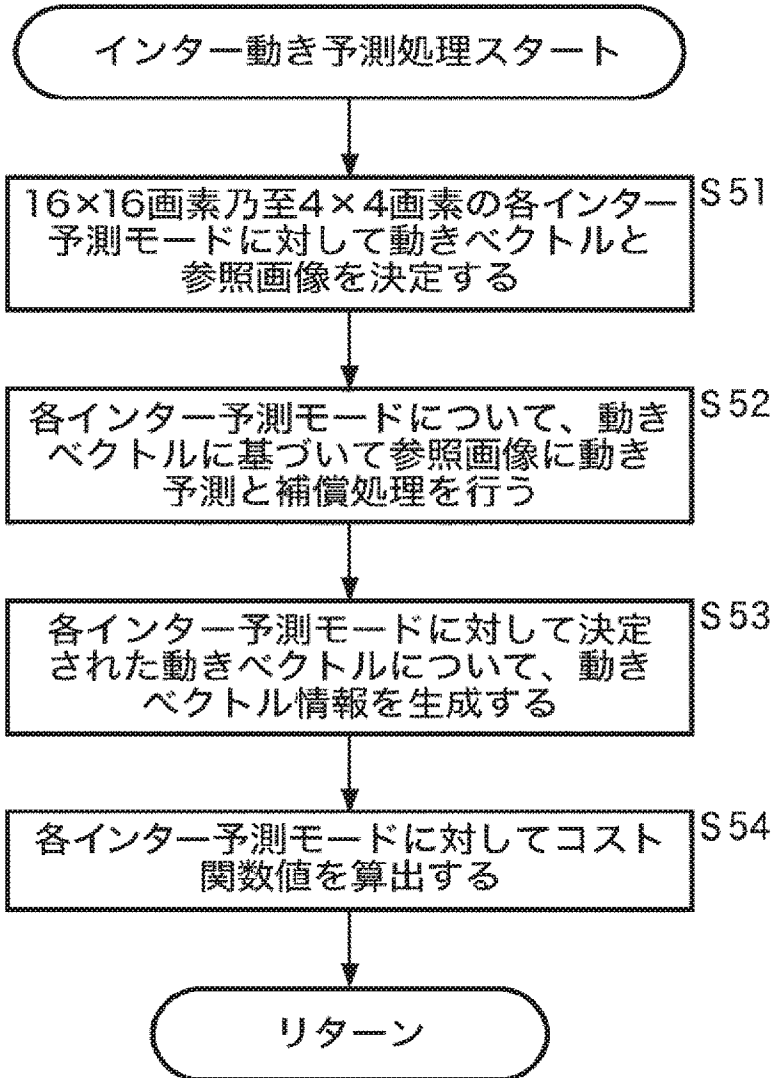 インター動き予測処理スタート
16×16画素乃至4×4画素の各インター
予測モードに対して動きベクトルと
参照画像を決定する
S51
各インター予測モードについて、動き
ベクトルに基づいて参照画像に動き
予測と補償処理を行う
S52
各インター予測モードに対して決定
された動きベクトルについて、動き
ベクトル情報を生成する
S53
各インター予測モードに対してコスト
関数値を算出する
S54
リターン